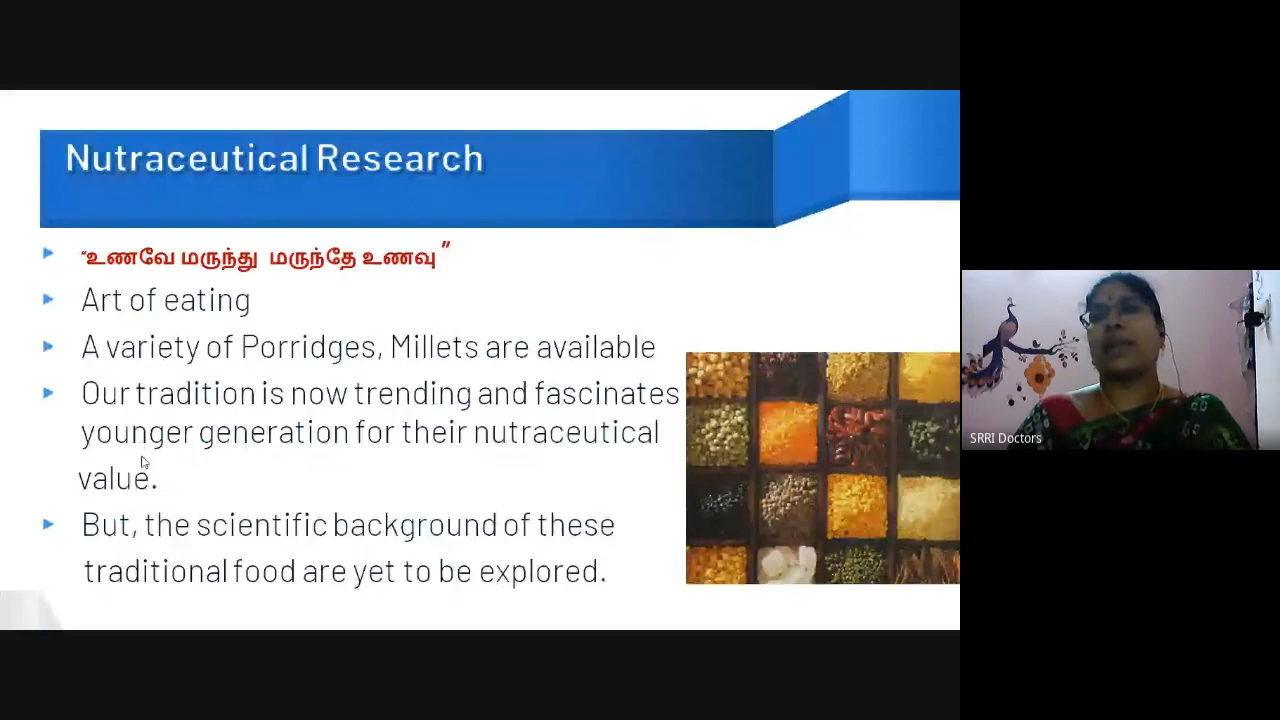 Nutraceutical Research
“உணவே மருந்து மருந்தே உணவு”
Art of eating
A variety of Porridges, Millets are available
Our tradition is now trending and fascinates
younger generation for their nutraceutical
value.
But, the scientific background of these
traditional food are yet to be explored.
SRRI Doctors